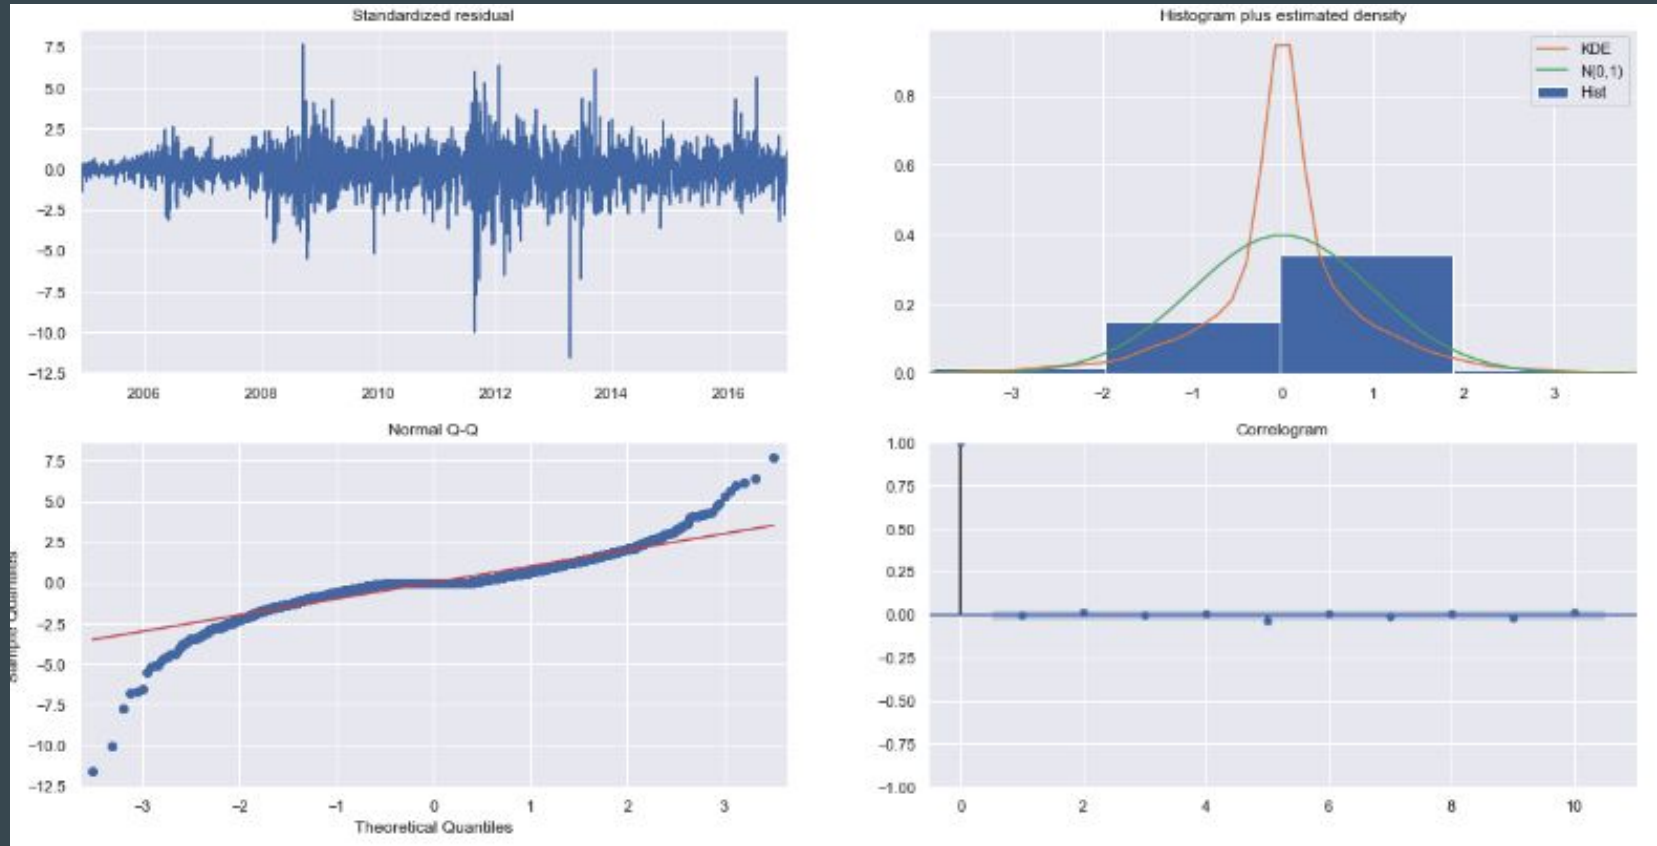 Standardized residual
7.5
5.0
2.5
0.0
−2.5
−5.0
−7.5
−10.0
−12.5
2006 2008 2010 2012 2014 2016
Histogram plus estimated density
KDE
N(0,1)
Hist
0.8
0.6
0.4
0.2
0.0
−3 −2 −1 0 1 2 3
Normal Q-Q
Sample Quantiles
7.5
5.0
2.5
0.0
−2.5
−5.0
−7.5
−10.0
−12.5
−3 −2 −1 0 1 2 3
Theoretical Quantiles
Correlogram
1.00
0.75
0.50
0.25
0.00
−0.25
−0.50
−0.75
−1.00
0 2 4 6 8 10